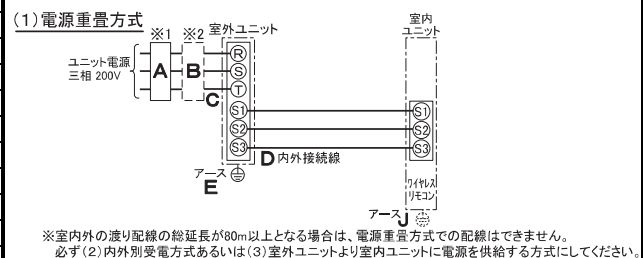 (1)電源重畳方式
※1 ※2 室外ユニット
室内
ユニット
ユニット電源
三相 200V
A B C
R
S
T
S1 S1
S2 S2
S3 S3
D 内外接続線
アース
E
ワイヤレス
リモコン
アース J
※室内外の渡り配線の総延長が80m以上となる場合は、電源重畳方式での配線はできません。
必ず(2)内外別受電方式あるいは(3)室外ユニットより室内ユニットに電源を供給する方式にしてください。